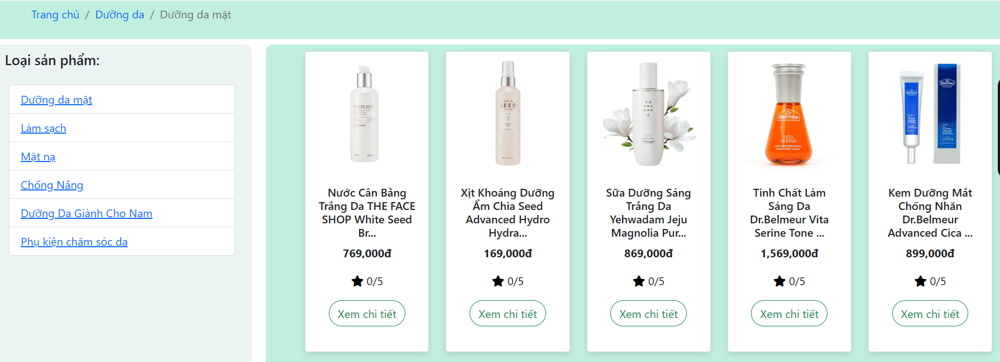 Trang chủ / Dưỡng da / Dưỡng da mặt
Loại sản phẩm:
Dưỡng da mặt
Làm sạch
Mặt nạ
Chống Nắng
Dưỡng Da Giành Cho Nam
Phụ kiện chăm sóc da
WHITE SEED
Nước Cân Bằng
Trắng Da THE FACE
SHOP White Seed
Br...
769,000đ
0/5
Xem chi tiết
CHIA
SEED
Xịt Khoáng Dưỡng
Ẩm Chia Seed
Advanced Hydro
Hydra...
169,000đ
0/5
Xem chi tiết
YE
HWA
DAM
Sữa Dưỡng Sáng
Trắng Da
Yehwadam Jeju
Magnolia Pur...
869,000đ
0/5
Xem chi tiết
Dr.
Belmeur
VITA
SERINE
Tinh Chất Làm
Sáng Da
Dr.Belmeur Vita
Serine Tone ...
1,569,000đ
0/5
Xem chi tiết
Dr.
Belmeur
Kem Dưỡng Mắt
Chống Nhăn
Dr.Belmeur
Advanced Cica ...
899,000đ
0/5
Xem chi tiết